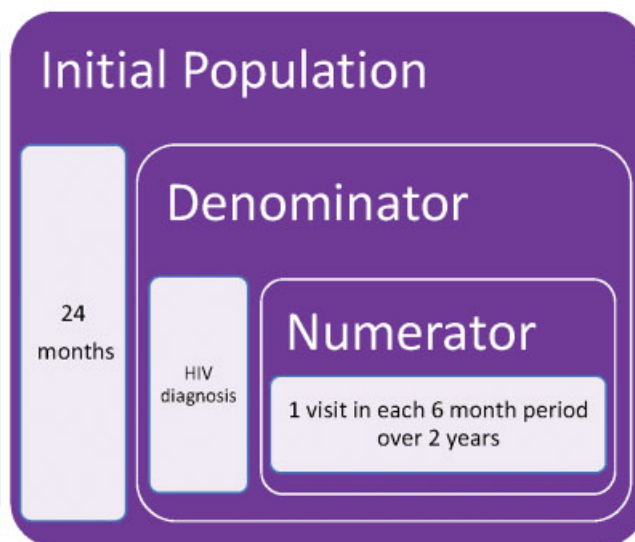 Initial Population
Denominator
24
months
HIV
diagnosis
Numerator
1 visit in each 6 month period
over 2 years